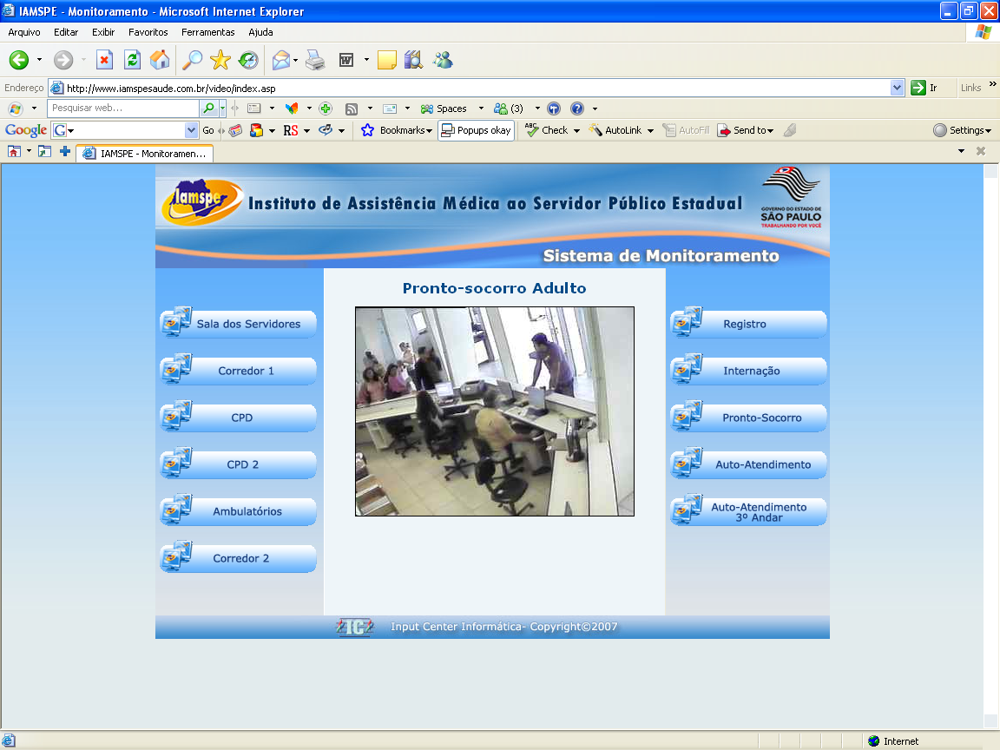 IAMSPE - Monitoramento - Microsoft Internet Explorer
Arquivo Editar Exibir Favoritos Ferramentas Ajuda
Endereço http://www.iamspesaude.com.br/video/index.asp Ir Links »
Pesquisar web... Spaces (3)
Google G Go RS Bookmarks Popups okay ABC Check AutoLink AutoFill Send to Settings
IAMSPE - Monitoramen...
Iamspe
Instituto de Assistência Médica ao Servidor Público Estadual
GOVERNO DO ESTADO DE
SÃO PAULO
TRABALHANDO POR VOCÊ
Sistema de Monitoramento
Pronto-socorro Adulto
Sala dos Servidores
Corredor 1
CPD
CPD 2
Ambulatórios
Corredor 2
Registro
Internação
Pronto-Socorro
Auto-Atendimento
Auto-Atendimento
3º Andar
IC Input Center Informática- Copyright©2007
Internet